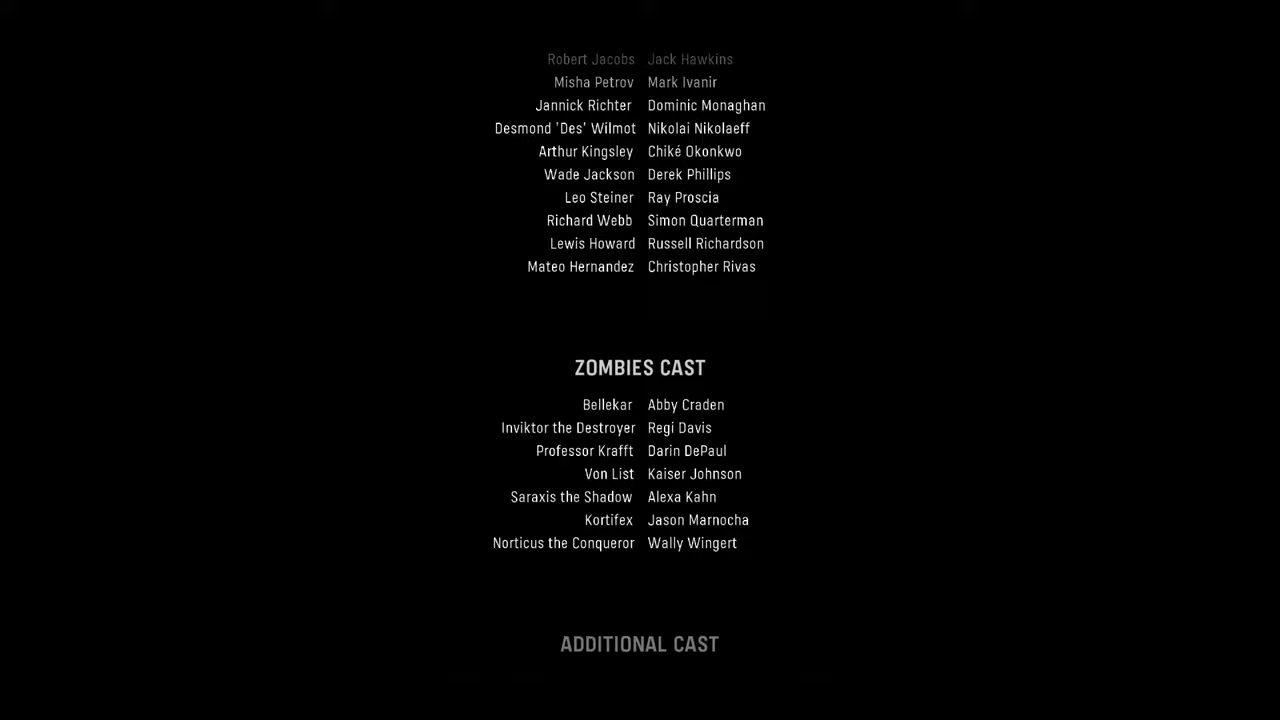 Robert Jacobs Jack Hawkins
Misha Petrov Mark Ivanir
Jannick Richter Dominic Monaghan
Desmond 'Des' Wilmot Nikolai Nikolaeff
Arthur Kingsley Chiké Okonkwo
Wade Jackson Derek Phillips
Leo Steiner Ray Proscia
Richard Webb Simon Quarterman
Lewis Howard Russell Richardson
Mateo Hernandez Christopher Rivas
ZOMBIES CAST
Bellekar Abby Craden
Inviktor the Destroyer Regi Davis
Professor Krafft Darin DePaul
Von List Kaiser Johnson
Saraxis the Shadow Alexa Kahn
Kortifex Jason Marnocha
Norticus the Conqueror Wally Wingert
ADDITIONAL CAST